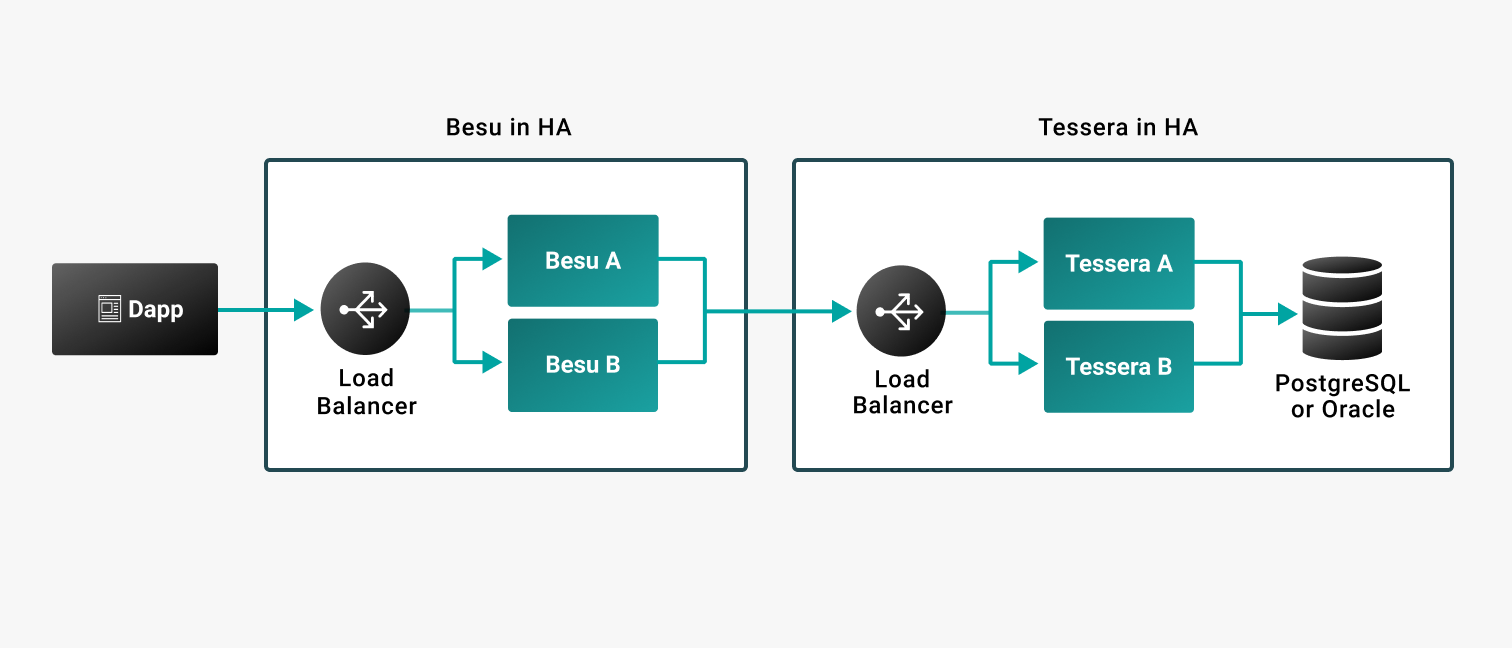 Besu in HA
Tessera in HA
Dapp
Load
Balancer
Besu A
Besu B
Load
Balancer
Tessera A
Tessera B
PostgreSQL
or Oracle